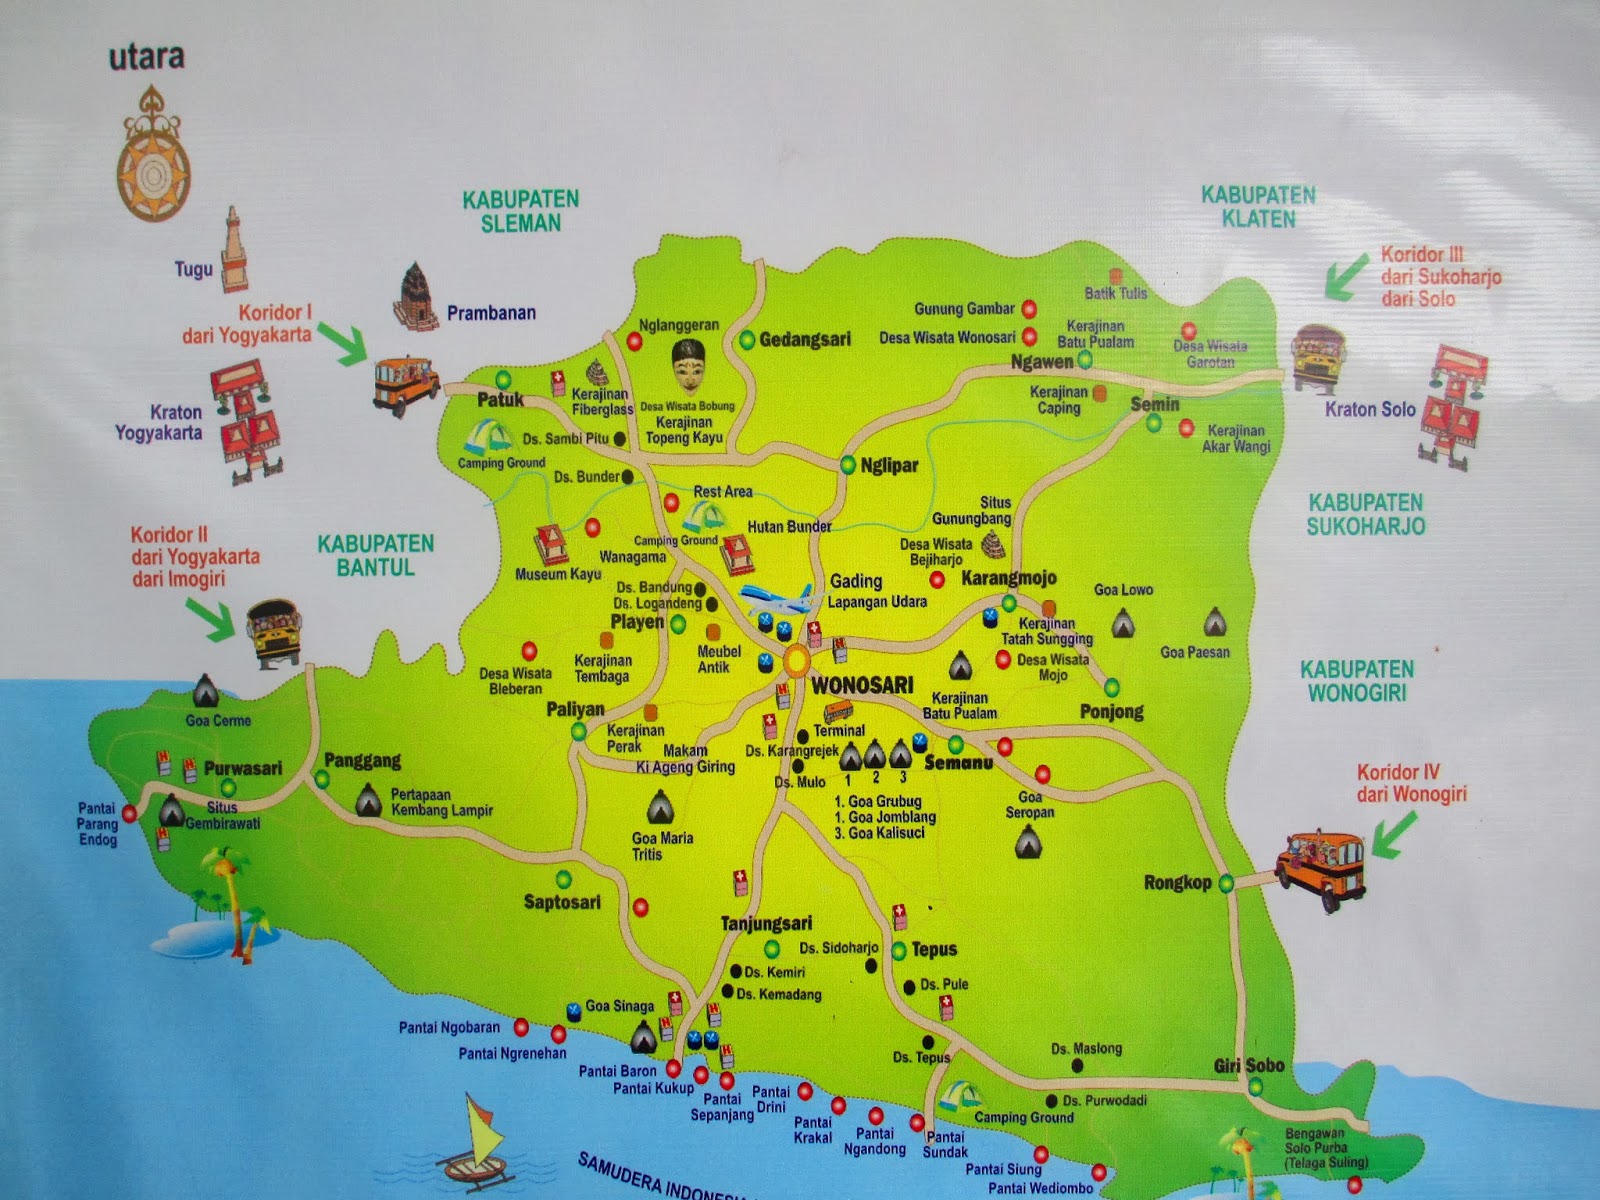 utara
KABUPATEN
SLEMAN
KABUPATEN
KLATEN
Tugu
Koridor I
dari Yogyakarta
Prambanan
Koridor III
dari Sukoharjo
dari Solo
Kraton
Yogyakarta
Kraton Solo
Nglanggeran
Gedangsari
Gunung Gambar
Desa Wisata Wonosari
Batik Tulis
Kerajinan
Batu Pualam
Desa Wisata
Garotan
Ngawen
Patuk
Kerajinan
Fiberglass
Desa Wisata Bobung
Kerajinan
Topeng Kayu
Kerajinan
Caping
Semin
Kerajinan
Akar Wangi
Ds. Sambi Pitu
Camping Ground
Ds. Bunder
Nglipar
Rest Area
Situs
Gunungbang
KABUPATEN
SUKOHARJO
Koridor II
dari Yogyakarta
dari Imogiri
KABUPATEN
BANTUL
Camping Ground
Hutan Bunder
Wanagama
Museum Kayu
Desa Wisata
Bejiharjo
Karangmojo
Gading
Lapangan Udara
Goa Lowo
Ds. Bandung
Ds. Logandeng
Playen
Kerajinan
Tatah Sungging
Goa Paesan
Meubel
Antik
Kerajinan
Tembaga
Desa Wisata
Bleberan
Desa Wisata
Mojo
KABUPATEN
WONOGIRI
WONOSARI
Kerajinan
Batu Pualam
Ponjong
Goa Cerme
Paliyan
Kerajinan
Perak
Makam
Ki Ageng Giring
Terminal
Ds. Karangrejek
Ds. Mulo
1
2
3
Semanu
1. Goa Grubug
1. Goa Jomblang
3. Goa Kalisuci
Goa
Seropan
Koridor IV
dari Wonogiri
Purwasari
Panggang
Situs
Gembirawati
Pantai
Parang
Endog
Pertapaan
Kembang Lampir
Goa Maria
Tritis
Rongkop
Saptosari
Tanjungsari
Ds. Sidoharjo
Tepus
Ds. Kemiri
Ds. Kemadang
Ds. Pule
Goa Sinaga
Pantai Ngobaran
Pantai Ngrenehan
Pantai Baron
Pantai Kukup
Pantai
Sepanjang
Pantai
Drini
Pantai
Krakal
Pantai
Ngandong
Pantai
Sundak
Pantai Siung
Pantai Wediombo
Ds. Tepus
Ds. Maslong
Ds. Purwodadi
Camping Ground
Giri Sobo
Bengawan
Solo Purba
(Telaga Suling)
SAMUDERA